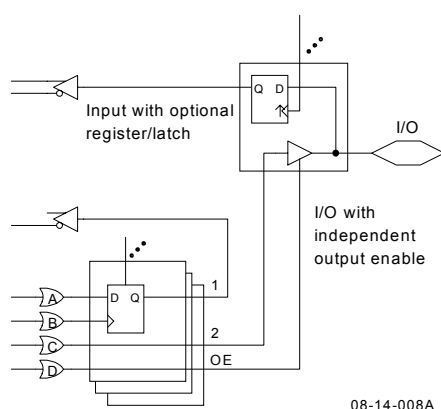 Q D
Input with optional
register/latch
I/O
I/O with
independent
output enable
A
D Q
1
B
C
2
D
OE
08-14-008A